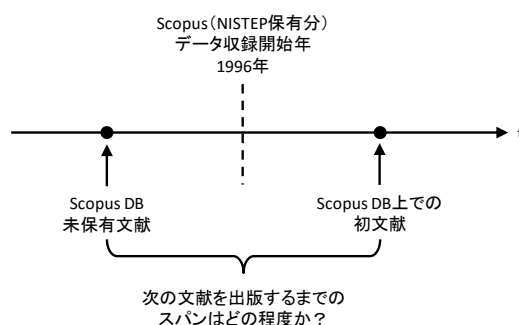 Scopus（NISTEP保有分）
データ収録開始年
1996年
t
Scopus DB
未保有文献
Scopus DB上での
初文献
次の文献を出版するまでの
スパンはどの程度か？